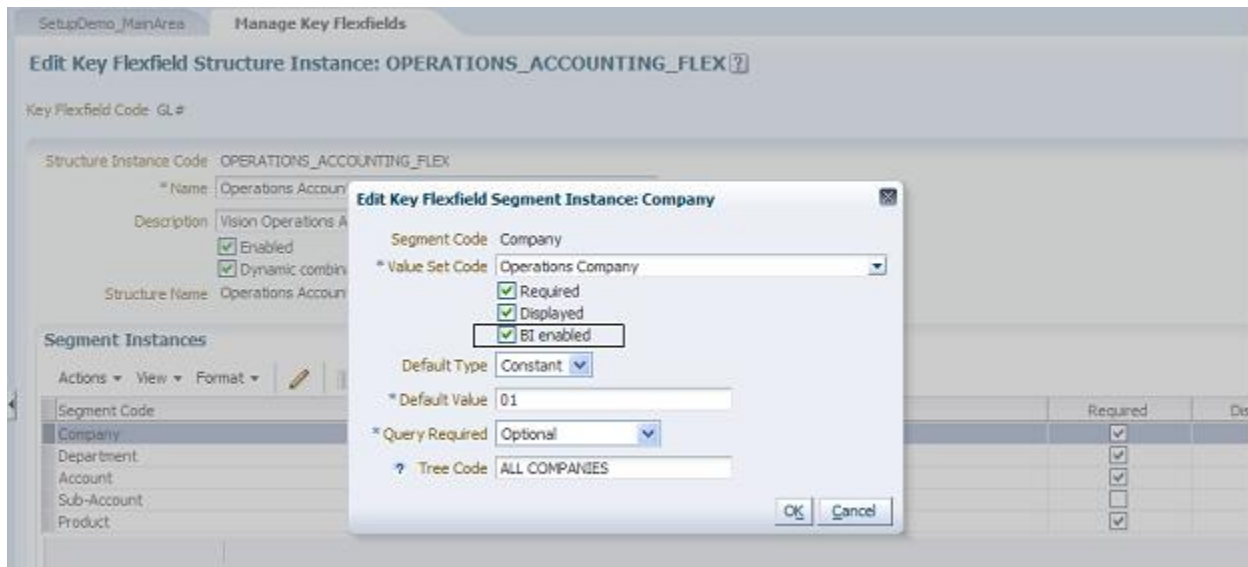 SetupDemo_MainArea Manage Key Flexfields
Edit Key Flexfield Structure Instance: OPERATIONS_ACCOUNTING_FLEX ?
Key Flexfield Code GL#
Structure Instance Code OPERATIONS_ACCOUNTING_FLEX
* Name Operations Accoun
Description Vision Operations A
Enabled
Dynamic combin
Structure Name Operations Accoun
Segment Instances
Actions View Format
Segment Code Required Dis
Company
Department
Account
Sub-Account
Product
Edit Key Flexfield Segment Instance: Company
Segment Code Company
* Value Set Code Operations Company
Required
Displayed
BI enabled
Default Type Constant
* Default Value 01
* Query Required Optional
? Tree Code ALL COMPANIES
OK Cancel